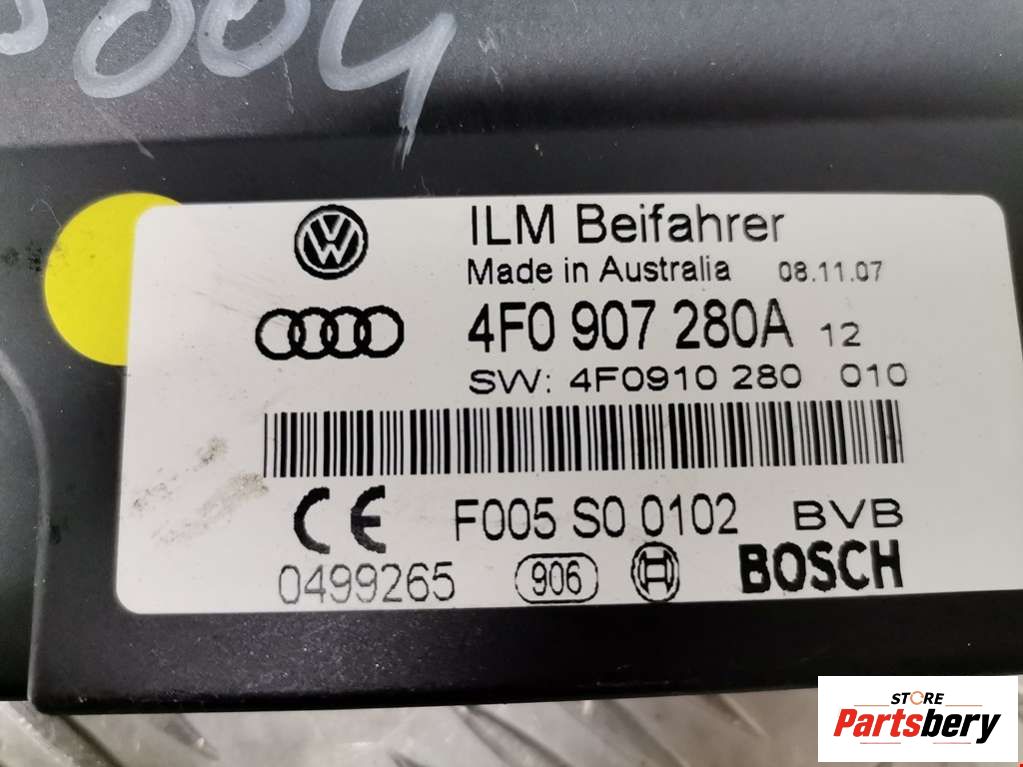 ILM Beifahrer
Made in Australia 08.11.07
4F0 907 280A 12
SW: 4F0910 280 010
F005 S0 0102 BVB
CE
0499265 906 BOSCH
STORE
Partsbery